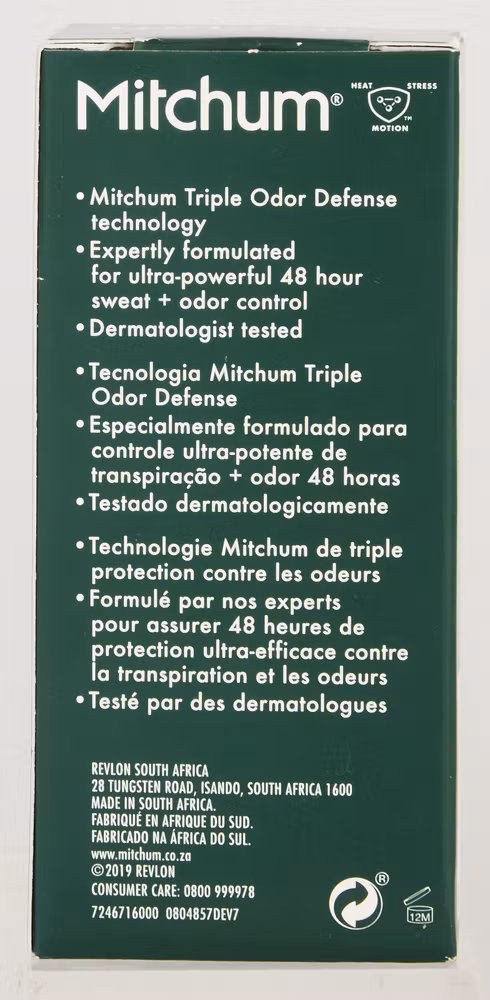 Mitchum®
HEAT STRESS
MOTION ™
• Mitchum Triple Odor Defense
technology
• Expertly formulated
for ultra-powerful 48 hour
sweat + odor control
• Dermatologist tested
• Tecnologia Mitchum Triple
Odor Defense
• Especialmente formulado para
controle ultra-potente de
transpiração + odor 48 horas
• Testado dermatologicamente
• Technologie Mitchum de triple
protection contre les odeurs
• Formulé par nos experts
pour assurer 48 heures de
protection ultra-efficace contre
la transpiration et les odeurs
• Testé par des dermatologues
REVLON SOUTH AFRICA
28 TUNGSTEN ROAD, ISANDO, SOUTH AFRICA 1600
MADE IN SOUTH AFRICA.
FABRIQUÉ EN AFRIQUE DU SUD.
FABRICADO NA ÁFRICA DO SUL.
www.mitchum.co.za
©2019 REVLON
CONSUMER CARE: 0800 999978
7246716000 0804857DEV7
®
12M